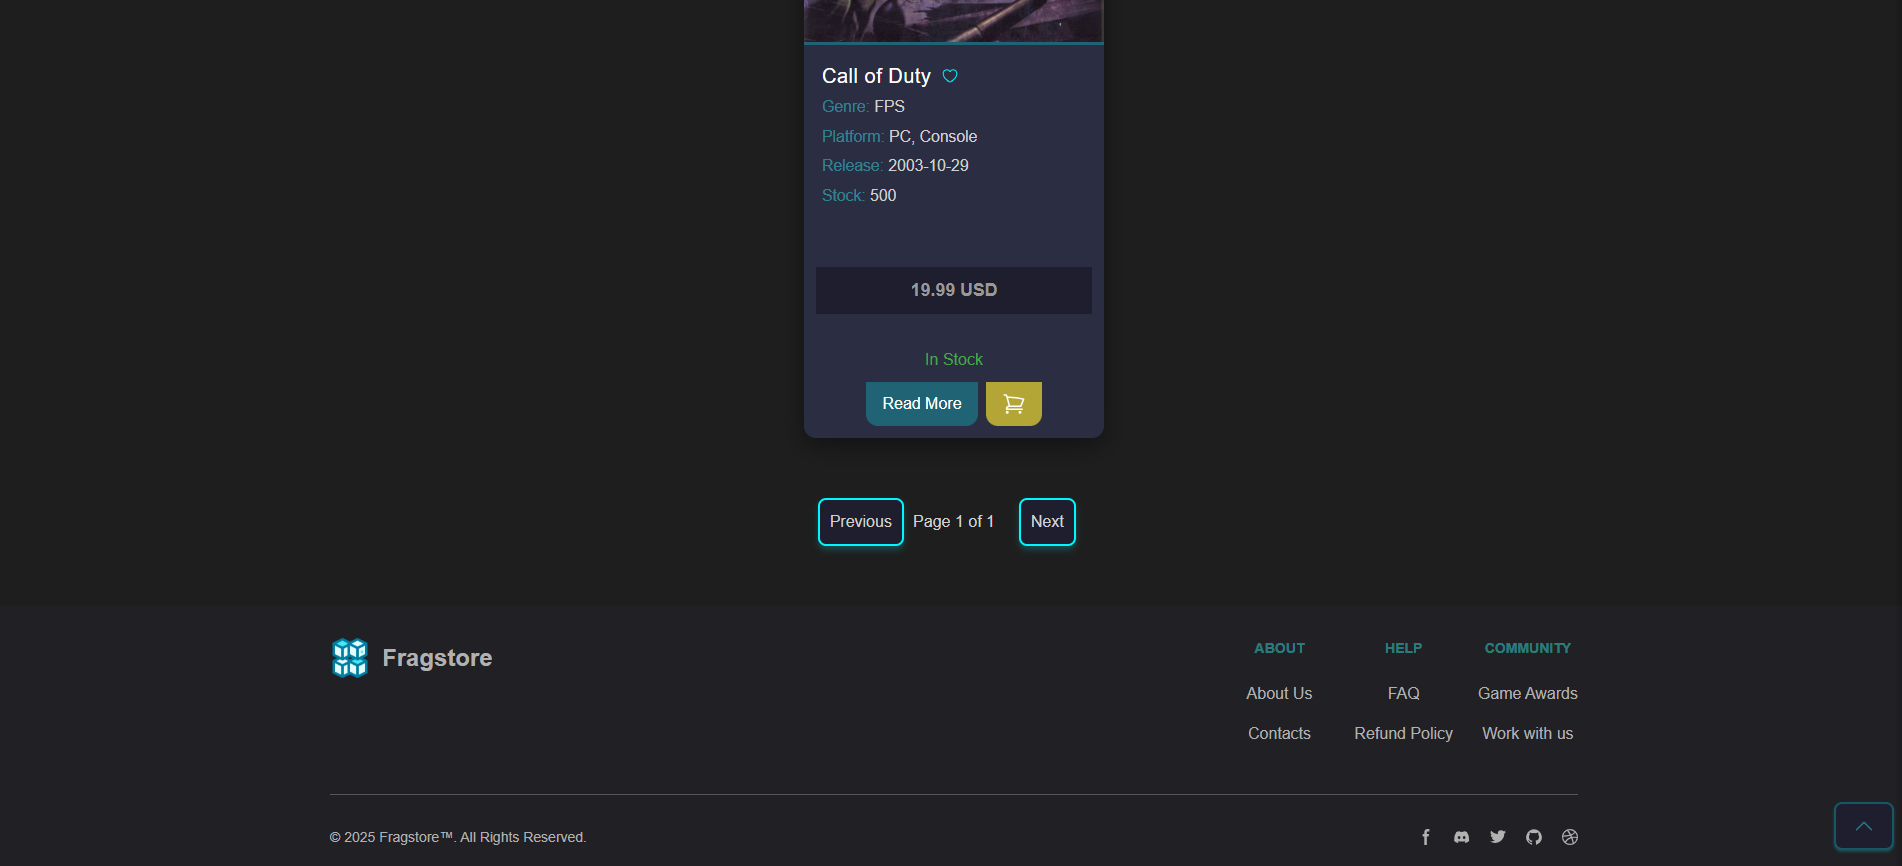 Call of Duty
Genre: FPS
Platform: PC, Console
Release: 2003-10-29
Stock: 500
19.99 USD
In Stock
Read More
Previous Page 1 of 1 Next
Fragstore
ABOUT
About Us
Contacts
HELP
FAQ
Refund Policy
COMMUNITY
Game Awards
Work with us
© 2025 Fragstore™. All Rights Reserved.